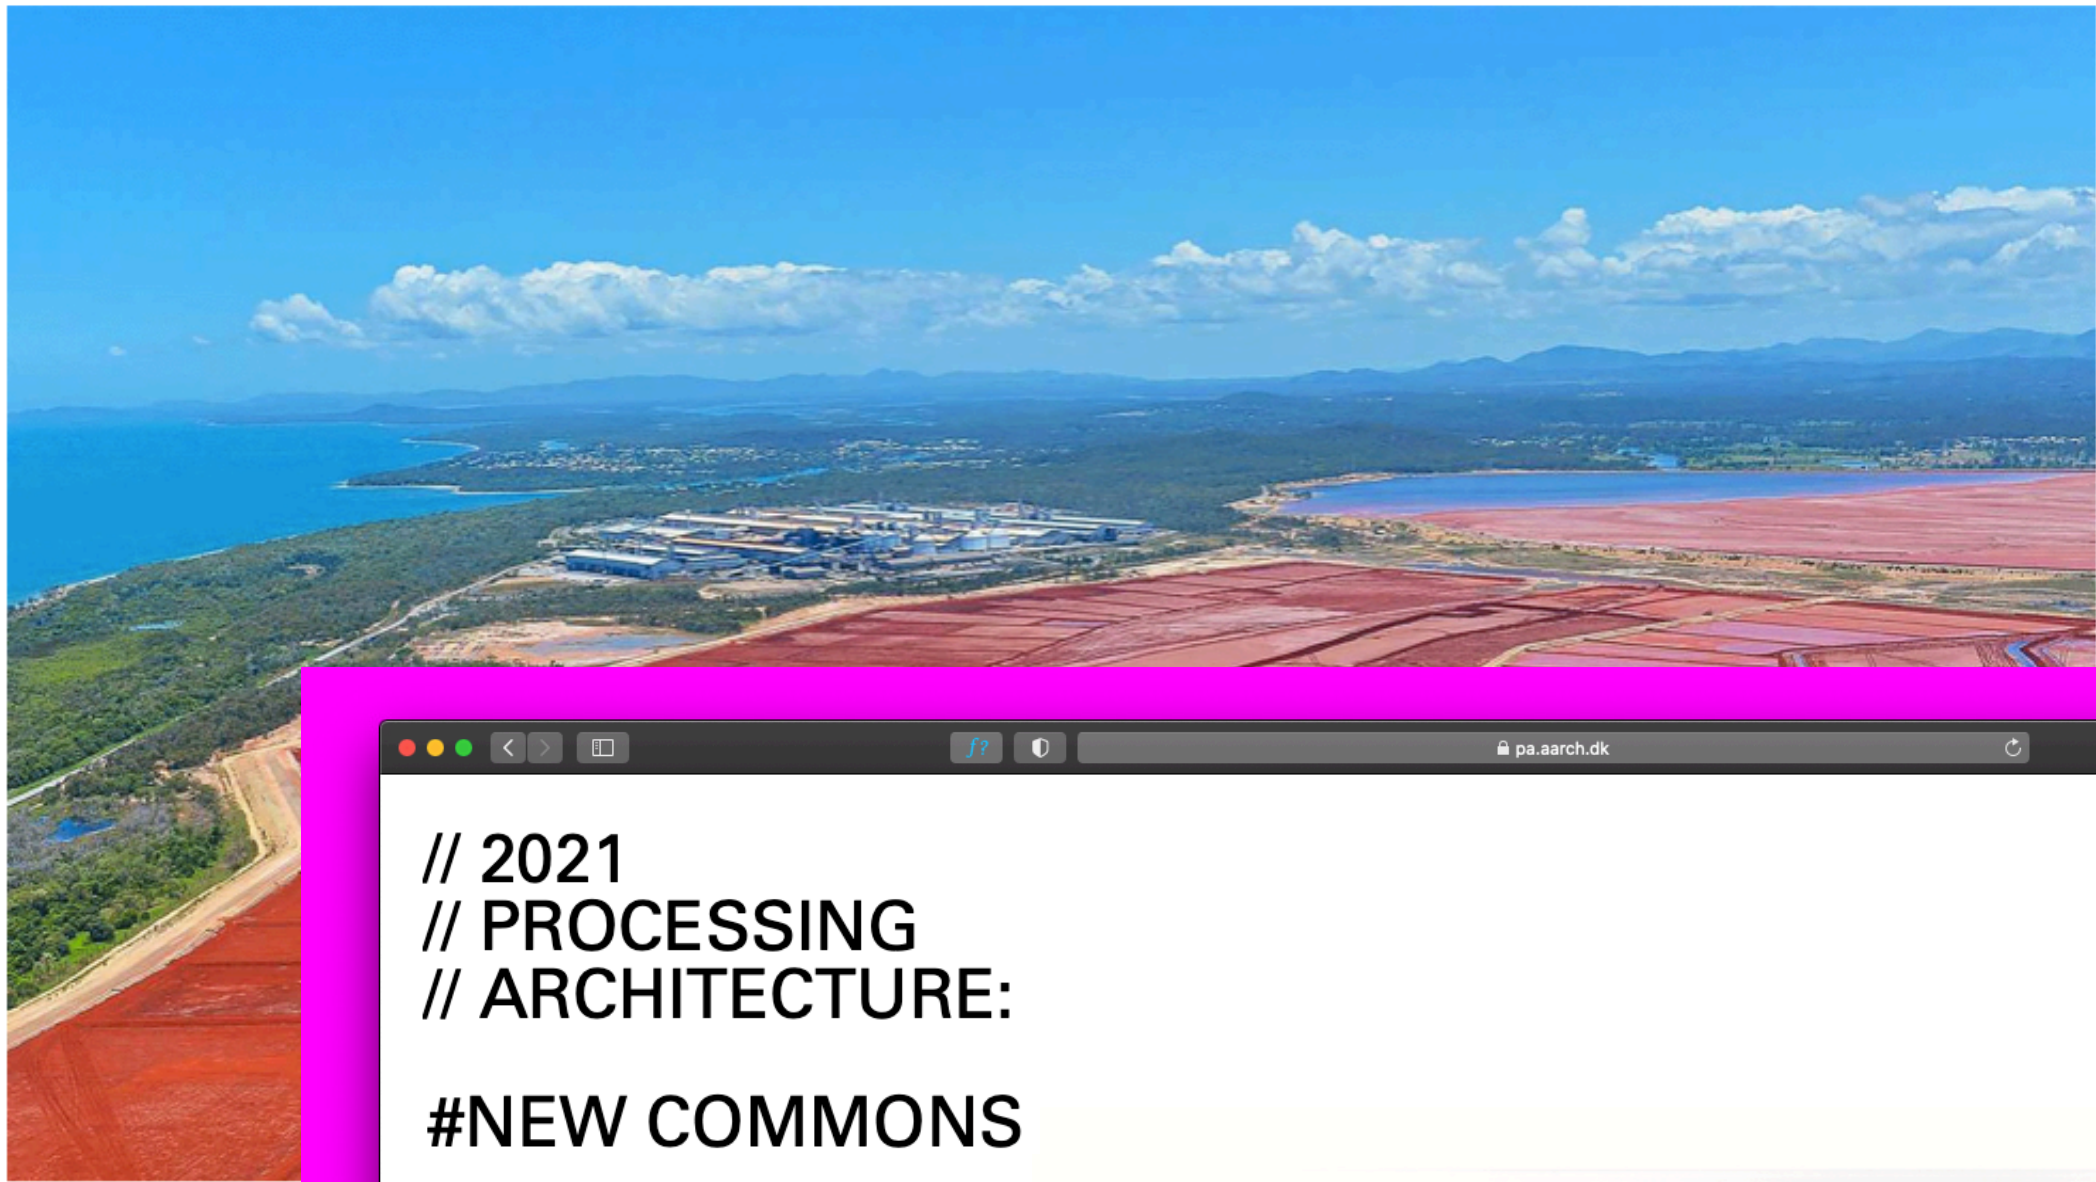 f?
pa.aarch.dk
// 2021
// PROCESSING
// ARCHITECTURE:
#NEW COMMONS